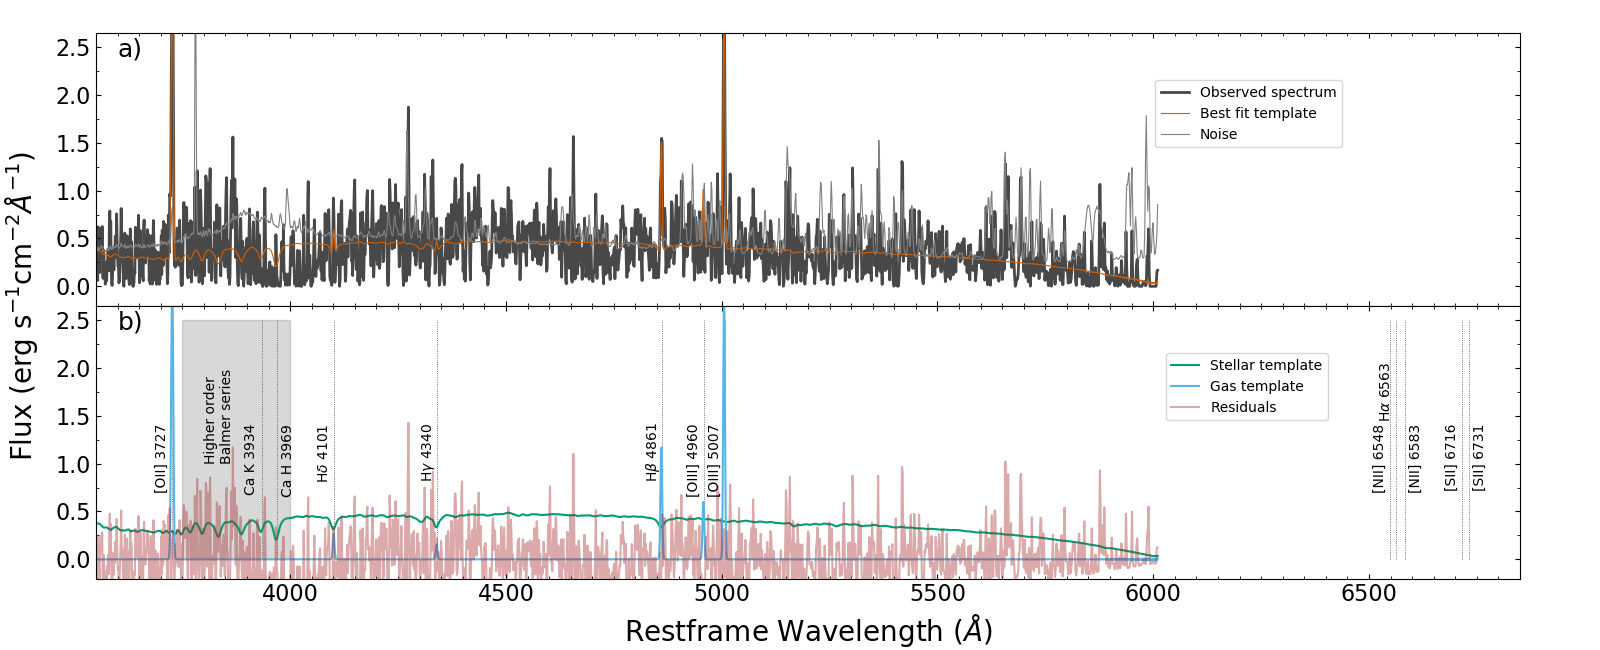 a)
2.5
2.0
1.5
1.0
0.5
0.0
Observed spectrum
Best fit template
Noise
b)
2.5
2.0
1.5
1.0
0.5
0.0
Stellar template
Gas template
Residuals
[OII] 3727
Higher order
Balmer series
Ca K 3934
Ca H 3969
Hδ 4101
Hγ 4340
Hβ 4861
[OIII] 4960
[OIII] 5007
Hα 6563
[NII] 6548
[NII] 6583
[SII] 6716
[SII] 6731
4000
4500
5000
5500
6000
6500
Restframe Wavelength (Å)
Flux (erg s⁻¹cm⁻²Å⁻¹)